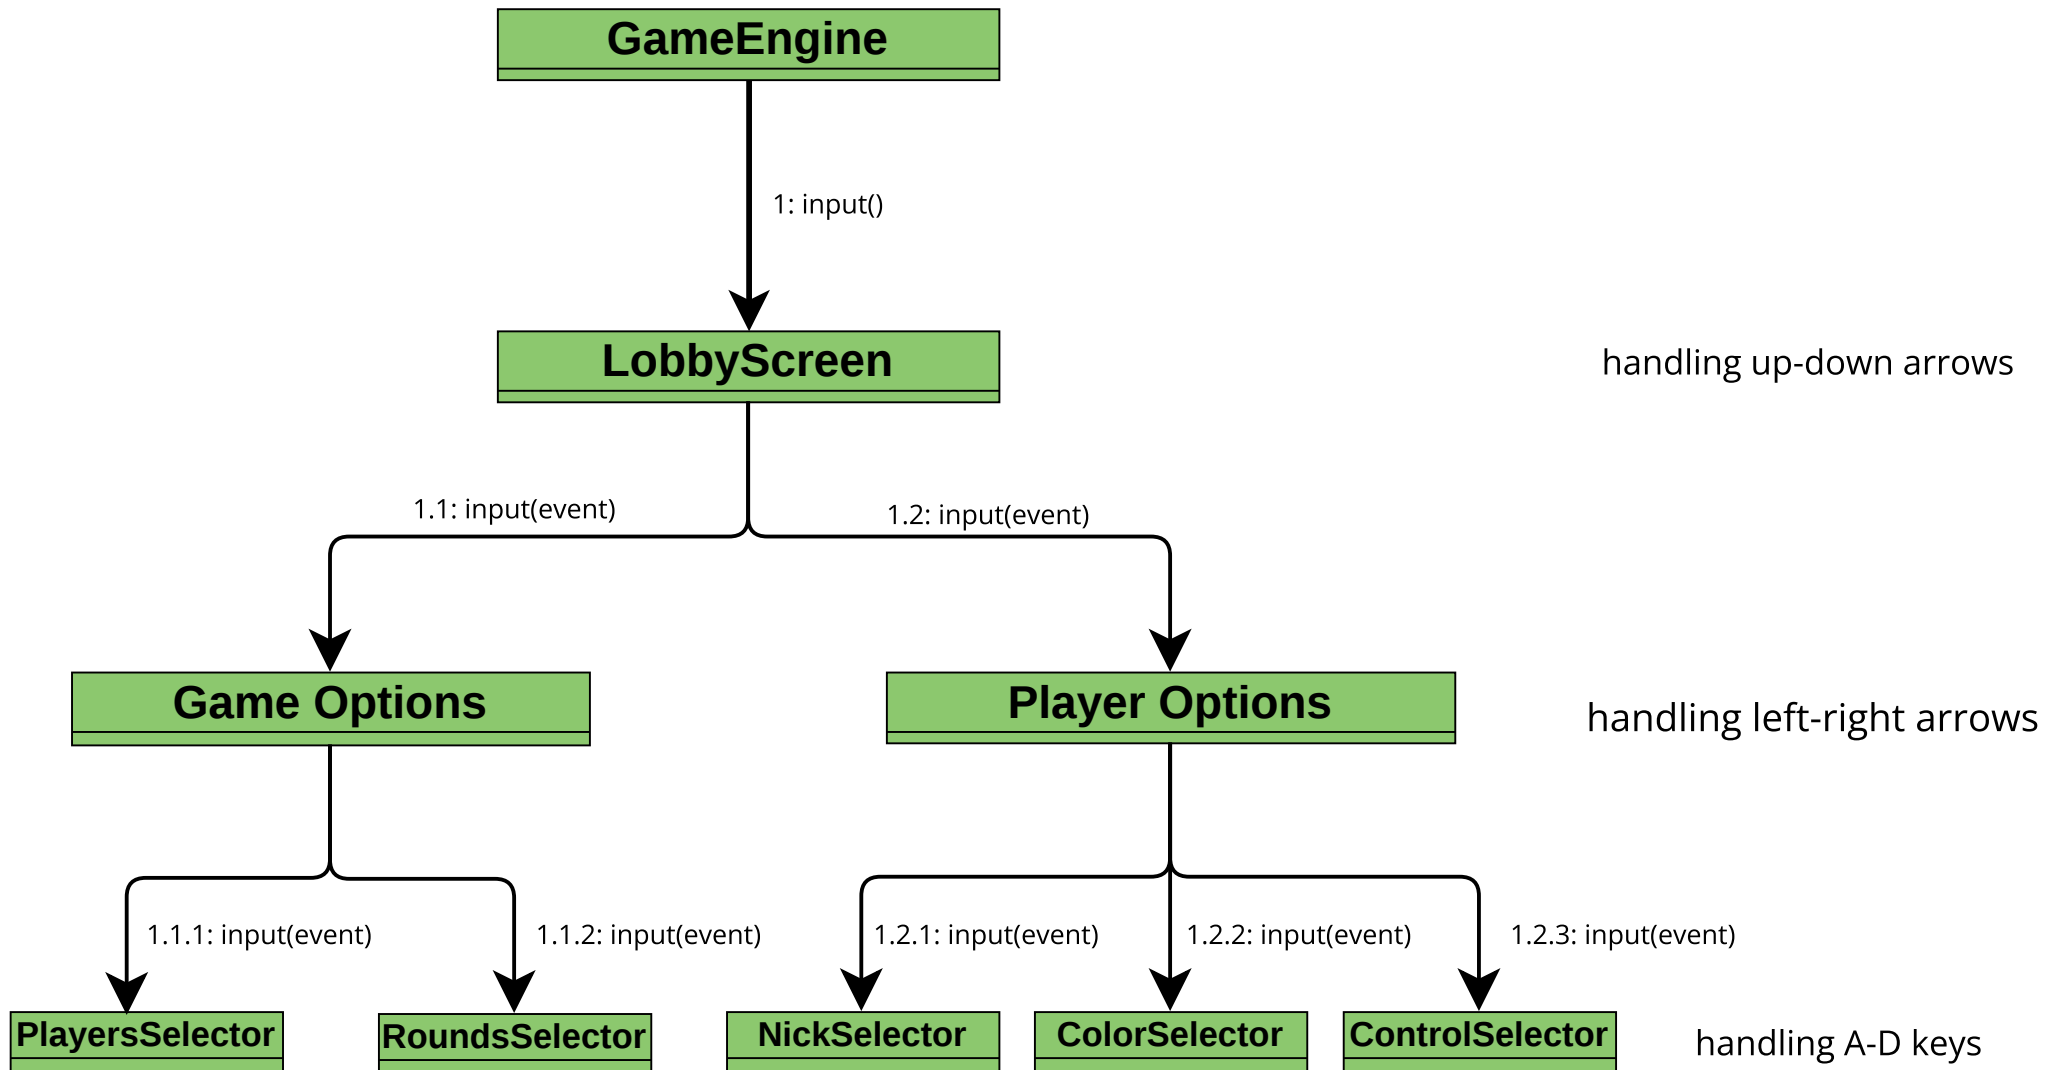 GameEngine
1: input()
LobbyScreen
handling up-down arrows
1.1: input(event)
1.2: input(event)
Game Options
Player Options
handling left-right arrows
1.1.1: input(event)
1.1.2: input(event)
1.2.1: input(event)
1.2.2: input(event)
1.2.3: input(event)
PlayersSelector
RoundsSelector
NickSelector
ColorSelector
ControlSelector
handling A-D keys